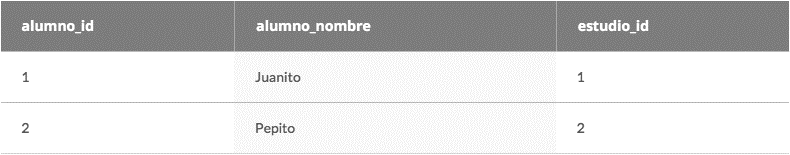 alumno_id alumno_nombre estudio_id
1 Juanito 1
2 Pepito 2